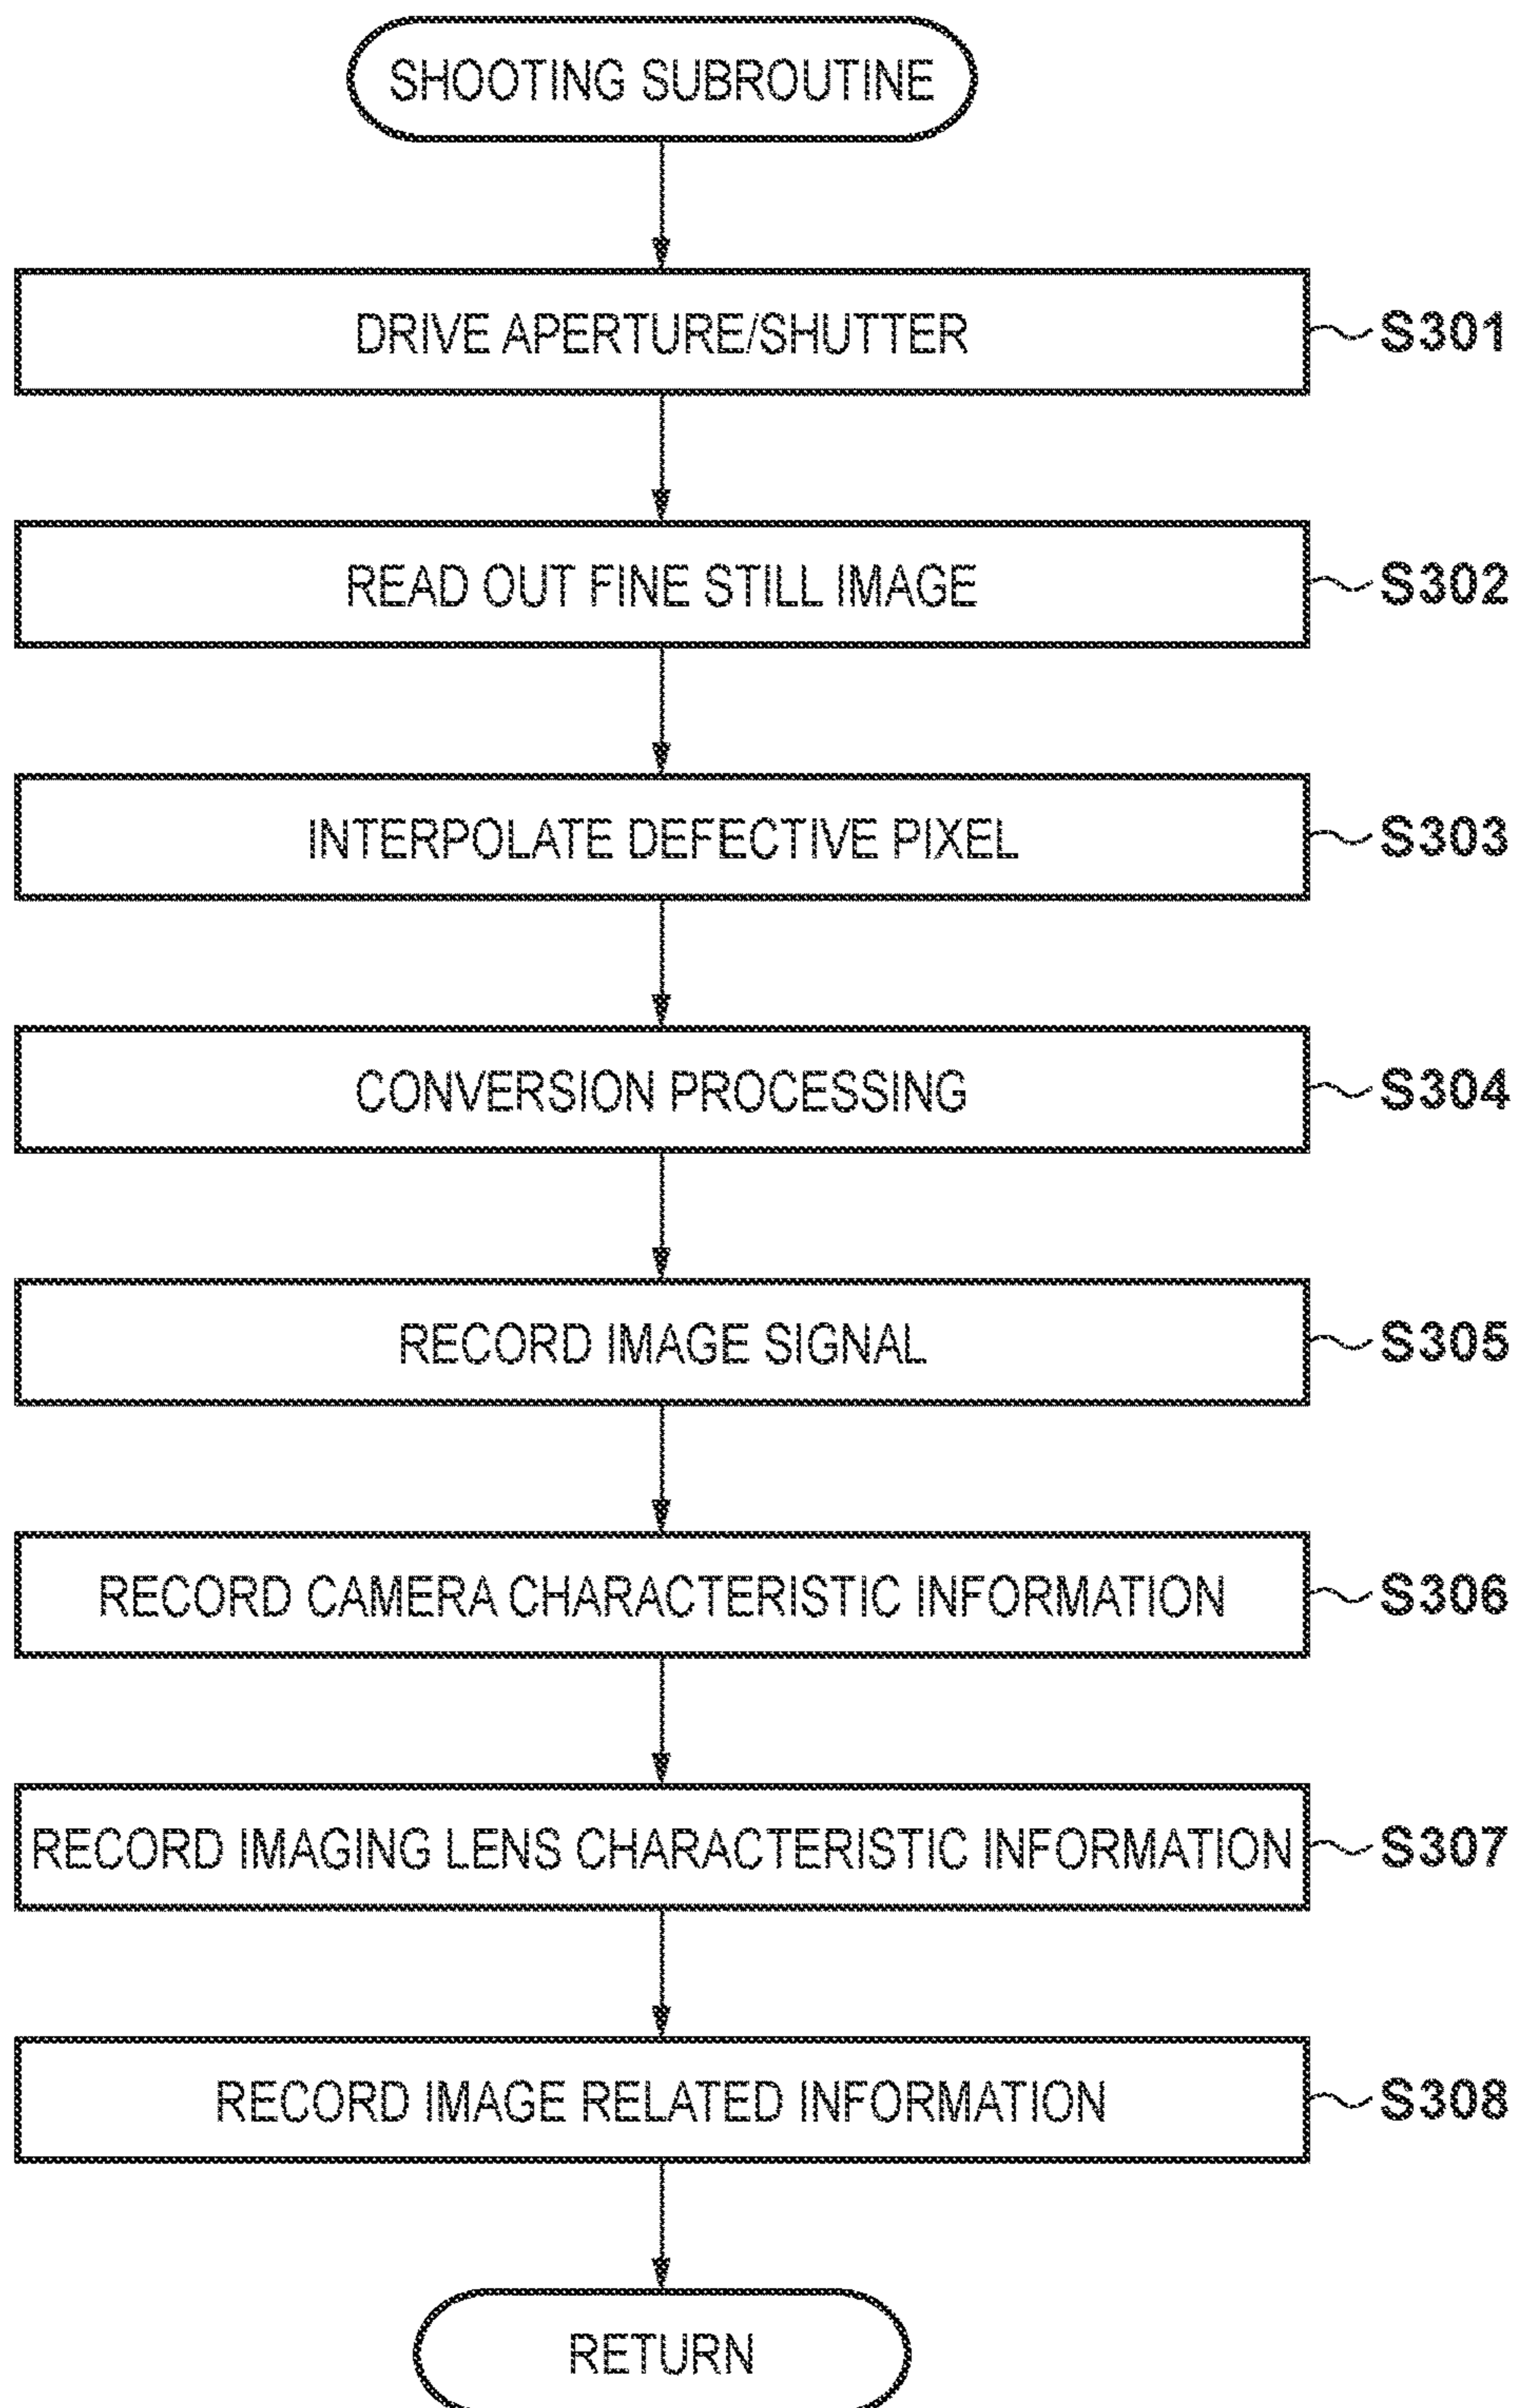 SHOOTING SUBROUTINE
DRIVE APERTURE/SHUTTER
S301
READ OUT FINE STILL IMAGE
S302
INTERPOLATE DEFECTIVE PIXEL
S303
CONVERSION PROCESSING
S304
RECORD IMAGE SIGNAL
S305
RECORD CAMERA CHARACTERISTIC INFORMATION
S306
RECORD IMAGING LENS CHARACTERISTIC INFORMATION
S307
RECORD IMAGE RELATED INFORMATION
S308
RETURN